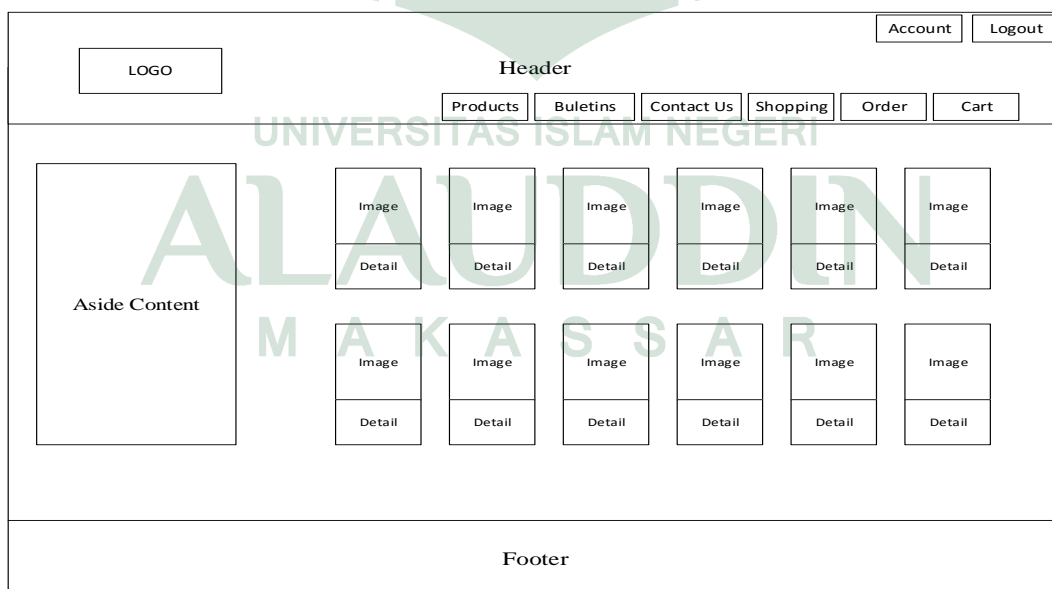 Account Logout
LOGO
Header
Products Buletins Contact Us Shopping Order Cart
UNIVERSITAS ISLAM NEGERI
ALAUDDIN
Image Image Image Image Image Image
Detail Detail Detail Detail Detail Detail
Aside Content
MAKASSAR
Image Image Image Image Image Image
Detail Detail Detail Detail Detail Detail
Footer